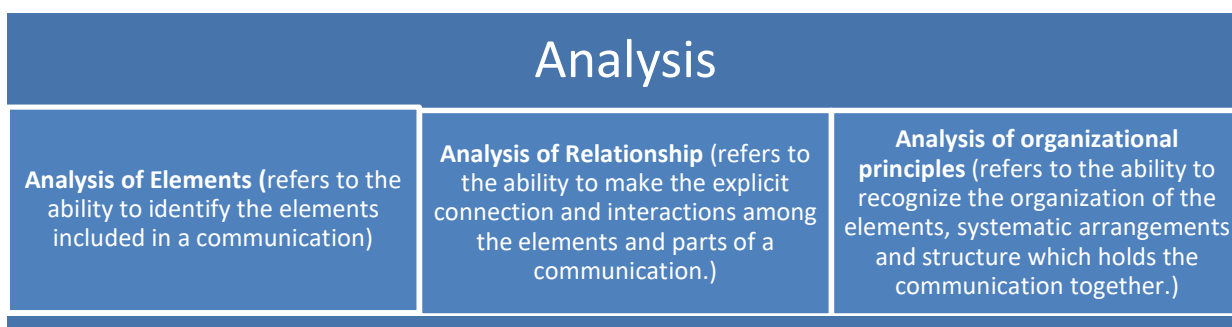 Analysis
Analysis of Elements (refers to the
ability to identify the elements
included in a communication)
Analysis of Relationship (refers to
the ability to make the explicit
connection and interactions among
the elements and parts of a
communication.)
Analysis of organizational
principles (refers to the ability to
recognize the organization of the
elements, systematic arrangements
and structure which holds the
communication together.)